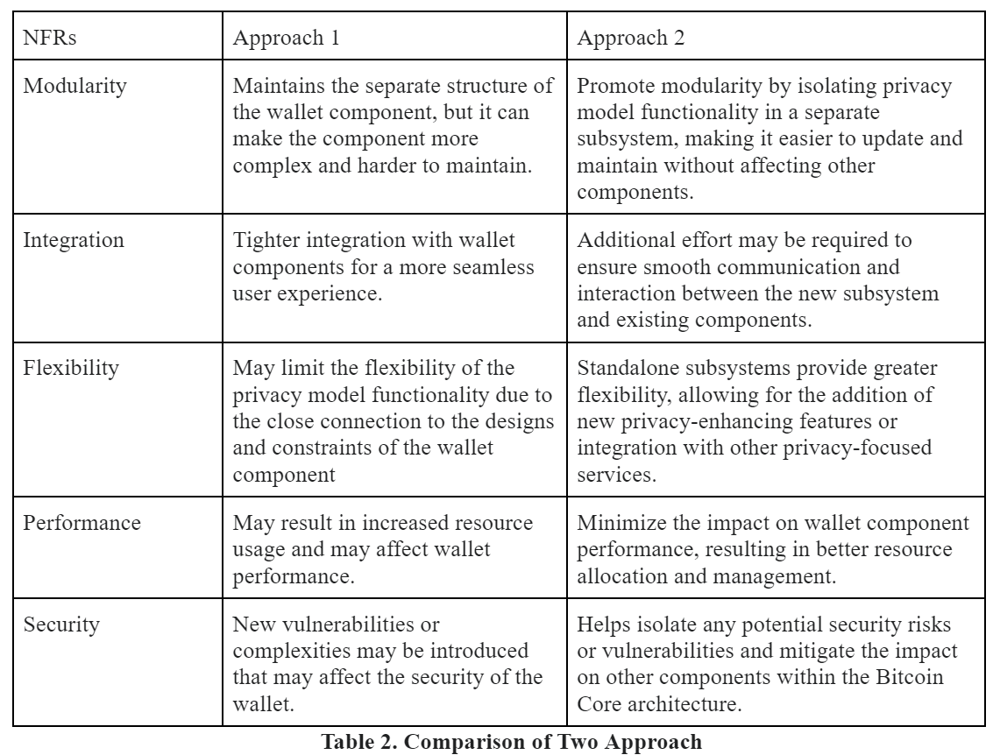 NFRs
Approach 1
Approach 2
Modularity
Maintains the separate structure of
the wallet component, but it can
make the component more
complex and harder to maintain.
Promote modularity by isolating privacy
model functionality in a separate
subsystem, making it easier to update and
maintain without affecting other
components.
Integration
Tighter integration with wallet
components for a more seamless
user experience.
Additional effort may be required to
ensure smooth communication and
interaction between the new subsystem
and existing components.
Flexibility
May limit the flexibility of the
privacy model functionality due to
the close connection to the designs
and constraints of the wallet
component
Standalone subsystems provide greater
flexibility, allowing for the addition of
new privacy-enhancing features or
integration with other privacy-focused
services.
Performance
May result in increased resource
usage and may affect wallet
performance.
Minimize the impact on wallet component
performance, resulting in better resource
allocation and management.
Security
New vulnerabilities or
complexities may be introduced
that may affect the security of the
wallet.
Helps isolate any potential security risks
or vulnerabilities and mitigate the impact
on other components within the Bitcoin
Core architecture.
Table 2. Comparison of Two Approach